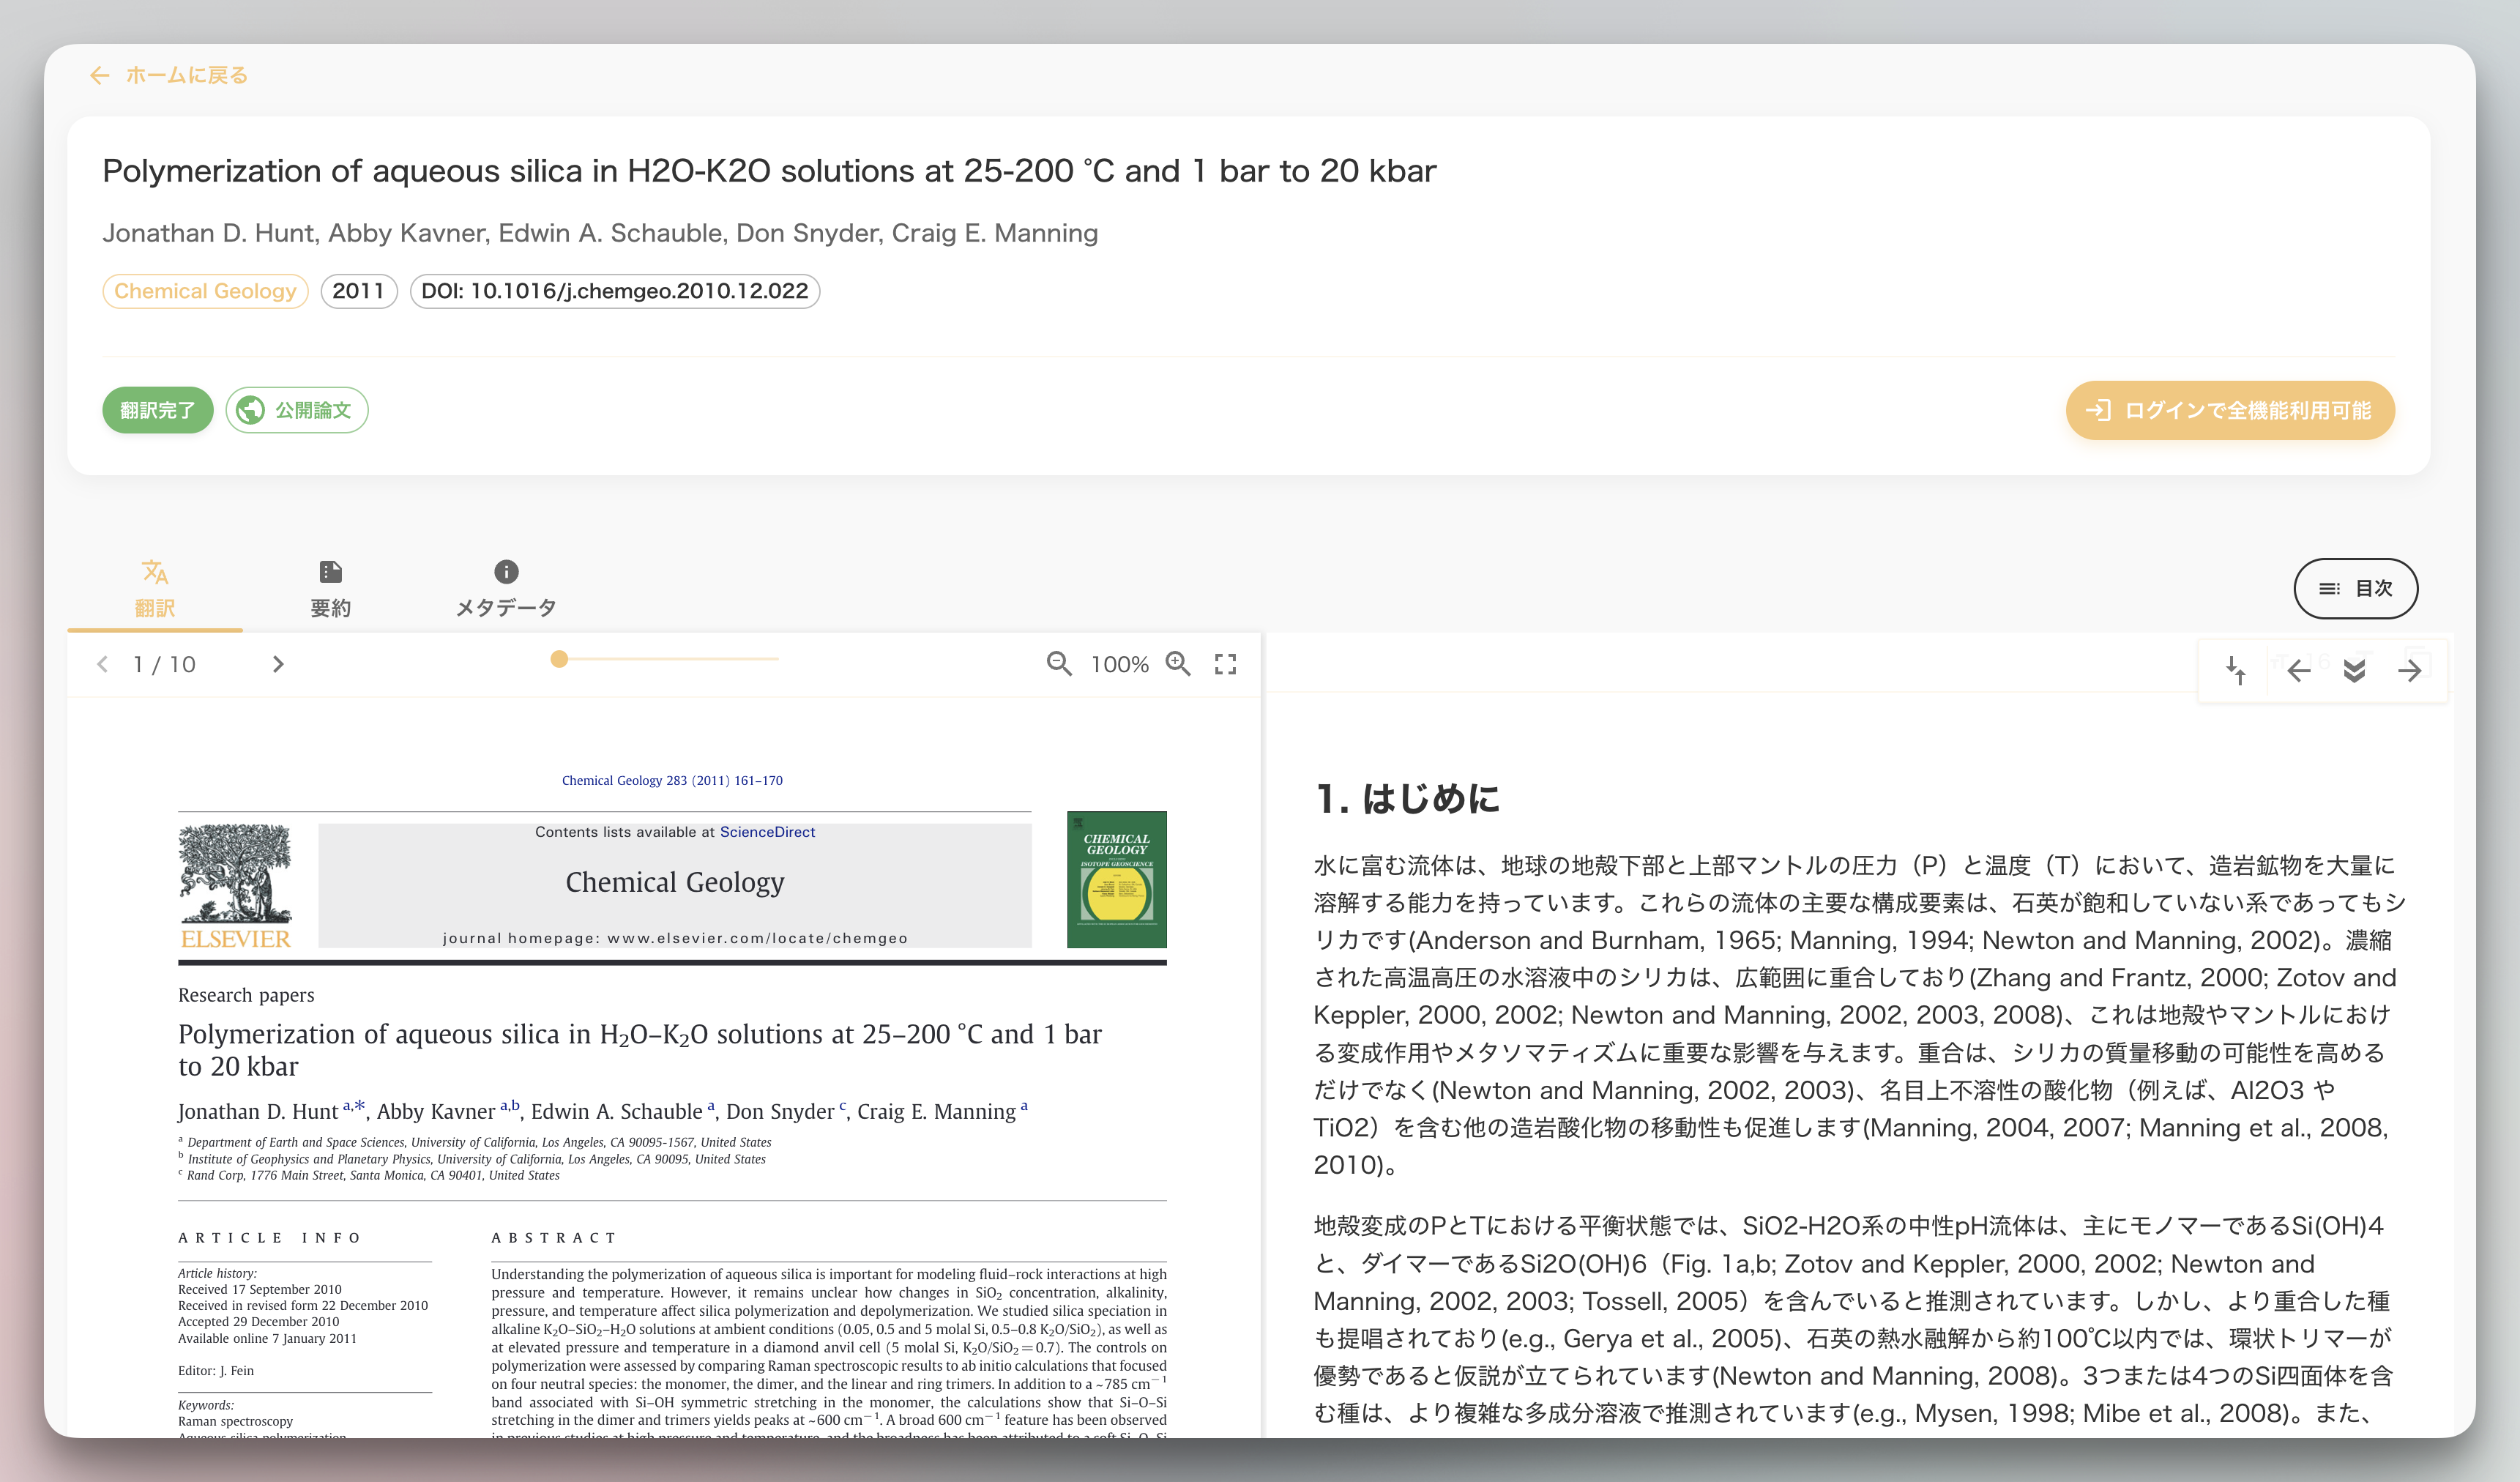 ホームに戻る
Polymerization of aqueous silica in H2O-K2O solutions at 25-200 ℃ and 1 bar to 20 kbar
Jonathan D. Hunt, Abby Kavner, Edwin A. Schauble, Don Snyder, Craig E. Manning
Chemical Geology 2011 DOI: 10.1016/j.chemgeo.2010.12.022
翻訳完了 公開論文 ログインで全機能利用可能
翻訳 要約 メタデータ 目次
1 / 10 100%
Chemical Geology 283 (2011) 161–170
Contents lists available at ScienceDirect
Chemical Geology
journal homepage: www.elsevier.com/locate/chemgeo
ELSEVIER
CHEMICAL
GEOLOGY
ISOTOPE GEOSCIENCE
Research papers
Polymerization of aqueous silica in H₂O–K₂O solutions at 25–200 °C and 1 bar
to 20 kbar
Jonathan D. Hunt a,*, Abby Kavner a,b, Edwin A. Schauble a, Don Snyder c, Craig E. Manning a
a Department of Earth and Space Sciences, University of California, Los Angeles, CA 90095-1567, United States
b Institute of Geophysics and Planetary Physics, University of California, Los Angeles, CA 90095, United States
c Rand Corp, 1776 Main Street, Santa Monica, CA 90401, United States
ARTICLE INFO
Article history:
Received 17 September 2010
Received in revised form 22 December 2010
Accepted 29 December 2010
Available online 7 January 2011
Editor: J. Fein
Keywords:
Raman spectroscopy
Aqueous silica polymerization
ABSTRACT
Understanding the polymerization of aqueous silica is important for modeling fluid–rock interactions at high
pressure and temperature. However, it remains unclear how changes in SiO₂ concentration, alkalinity,
pressure, and temperature affect silica polymerization and depolymerization. We studied silica speciation in
alkaline K₂O–SiO₂–H₂O solutions at ambient conditions (0.05, 0.5 and 5 molal Si, 0.5–0.8 K₂O/SiO₂), as well as
at elevated pressure and temperature in a diamond anvil cell (5 molal Si, K₂O/SiO₂=0.7). The controls on
polymerization were assessed by comparing Raman spectroscopic results to ab initio calculations that focused
on four neutral species: the monomer, the dimer, and the linear and ring trimers. In addition to a ~785 cm⁻¹
band associated with Si–OH symmetric stretching in the monomer, the calculations show that Si–O–Si
stretching in the dimer and trimers yields peaks at ~600 cm⁻¹. A broad 600 cm⁻¹ feature has been observed
in previous studies at high pressure and temperature, and the broadness has been attributed to a soft Si–O–Si
1. はじめに
水に富む流体は、地球の地殻下部と上部マントルの圧力（P）と温度（T）において、造岩鉱物を大量に
溶解する能力を持っています。これらの流体の主要な構成要素は、石英が飽和していない系であってもシ
リカです(Anderson and Burnham, 1965; Manning, 1994; Newton and Manning, 2002)。濃縮
された高温高圧の水溶液中のシリカは、広範囲に重合しており(Zhang and Frantz, 2000; Zotov and
Keppler, 2000, 2002; Newton and Manning, 2002, 2003, 2008)、これは地殻やマントルにおけ
る変成作用やメタソマティズムに重要な影響を与えます。重合は、シリカの質量移動の可能性を高める
だけでなく(Newton and Manning, 2002, 2003)、名目上不溶性の酸化物（例えば、Al2O3 や
TiO2）を含む他の造岩酸化物の移動性も促進します(Manning, 2004, 2007; Manning et al., 2008,
2010)。
地殻変成のPとTにおける平衡状態では、SiO2-H2O系の中性pH流体は、主にモノマーであるSi(OH)4
と、ダイマーであるSi2O(OH)6（Fig. 1a,b; Zotov and Keppler, 2000, 2002; Newton and
Manning, 2002, 2003; Tossell, 2005）を含んでいると推測されています。しかし、より重合した種
も提唱されており(e.g., Gerya et al., 2005)、石英の熱水融解から約100℃以内では、環状トリマーが
優勢であると仮説が立てられています(Newton and Manning, 2008)。3つまたは4つのSi四面体を含
む種は、より複雑な多成分溶液で推測されています(e.g., Mysen, 1998; Mibe et al., 2008)。また、